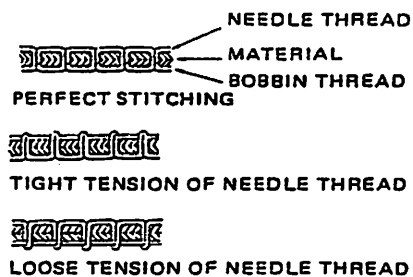 NEEDLE THREAD
MATERIAL
BOBBIN THREAD
PERFECT STITCHING
TIGHT TENSION OF NEEDLE THREAD
LOOSE TENSION OF NEEDLE THREAD